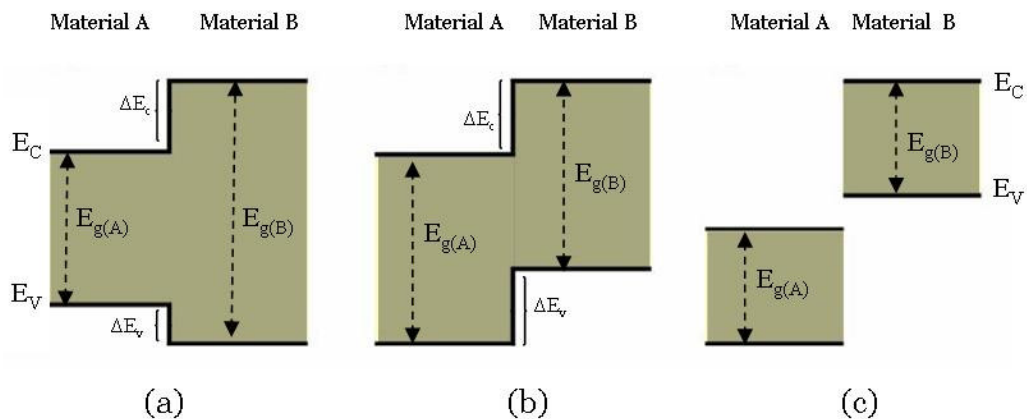 Material A Material B Material A Material B Material A Material B
ΔE_c ΔE_c E_C
E_C E_g(B)
E_g(B) E_V
E_g(A) E_g(B) E_g(A)
E_g(A)
E_V ΔE_v ΔE_v
(a) (b) (c)